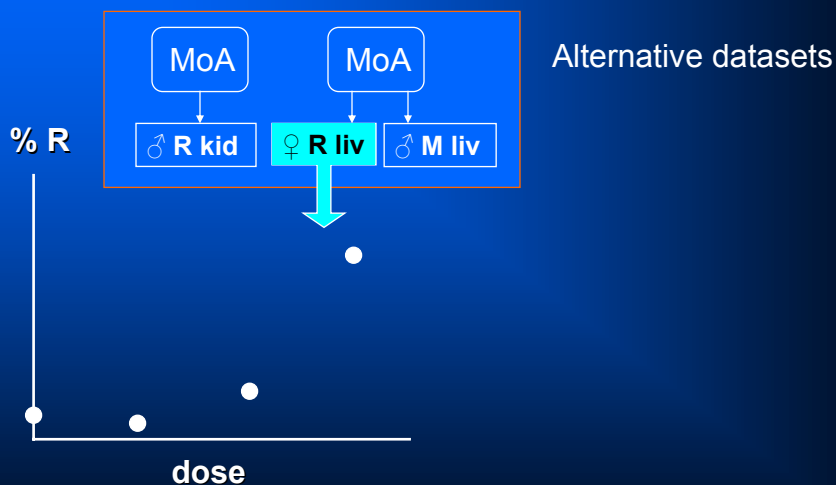 MoA MoA
Alternative datasets
♂ R kid ♀ R liv ♂ M liv
% R
dose